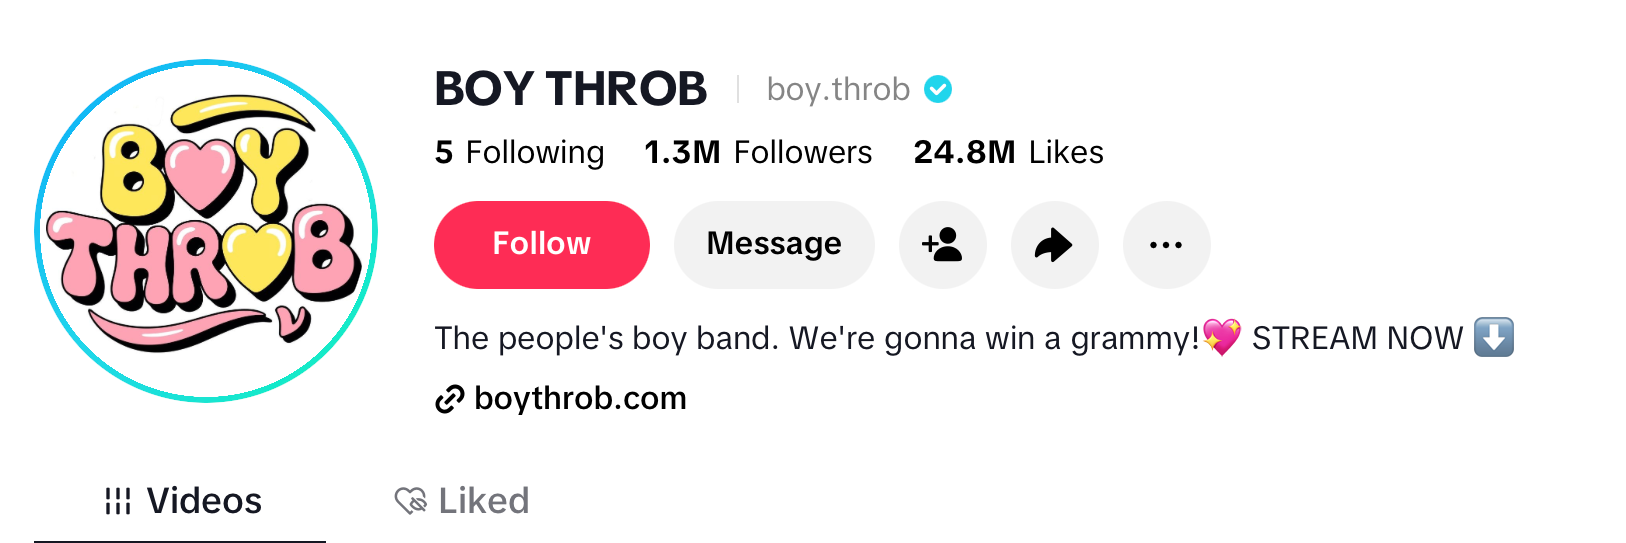 BOY THROB
BOY THROB boy.throb
5 Following 1.3M Followers 24.8M Likes
Follow Message
The people's boy band. We're gonna win a grammy!💖 STREAM NOW ⬇️
boythrob.com
Videos Liked